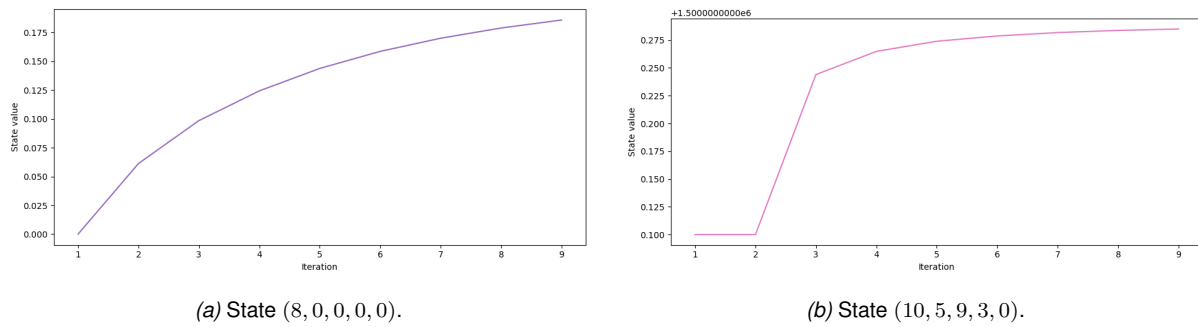 0.175
0.150
0.125
0.100
0.075
0.050
0.025
0.000
State value
1 2 3 4 5 6 7 8 9
Iteration
(a) State (8, 0, 0, 0, 0).
+1.5000000000e6
0.275
0.250
0.225
0.200
0.175
0.150
0.125
0.100
State value
1 2 3 4 5 6 7 8 9
Iteration
(b) State (10, 5, 9, 3, 0).